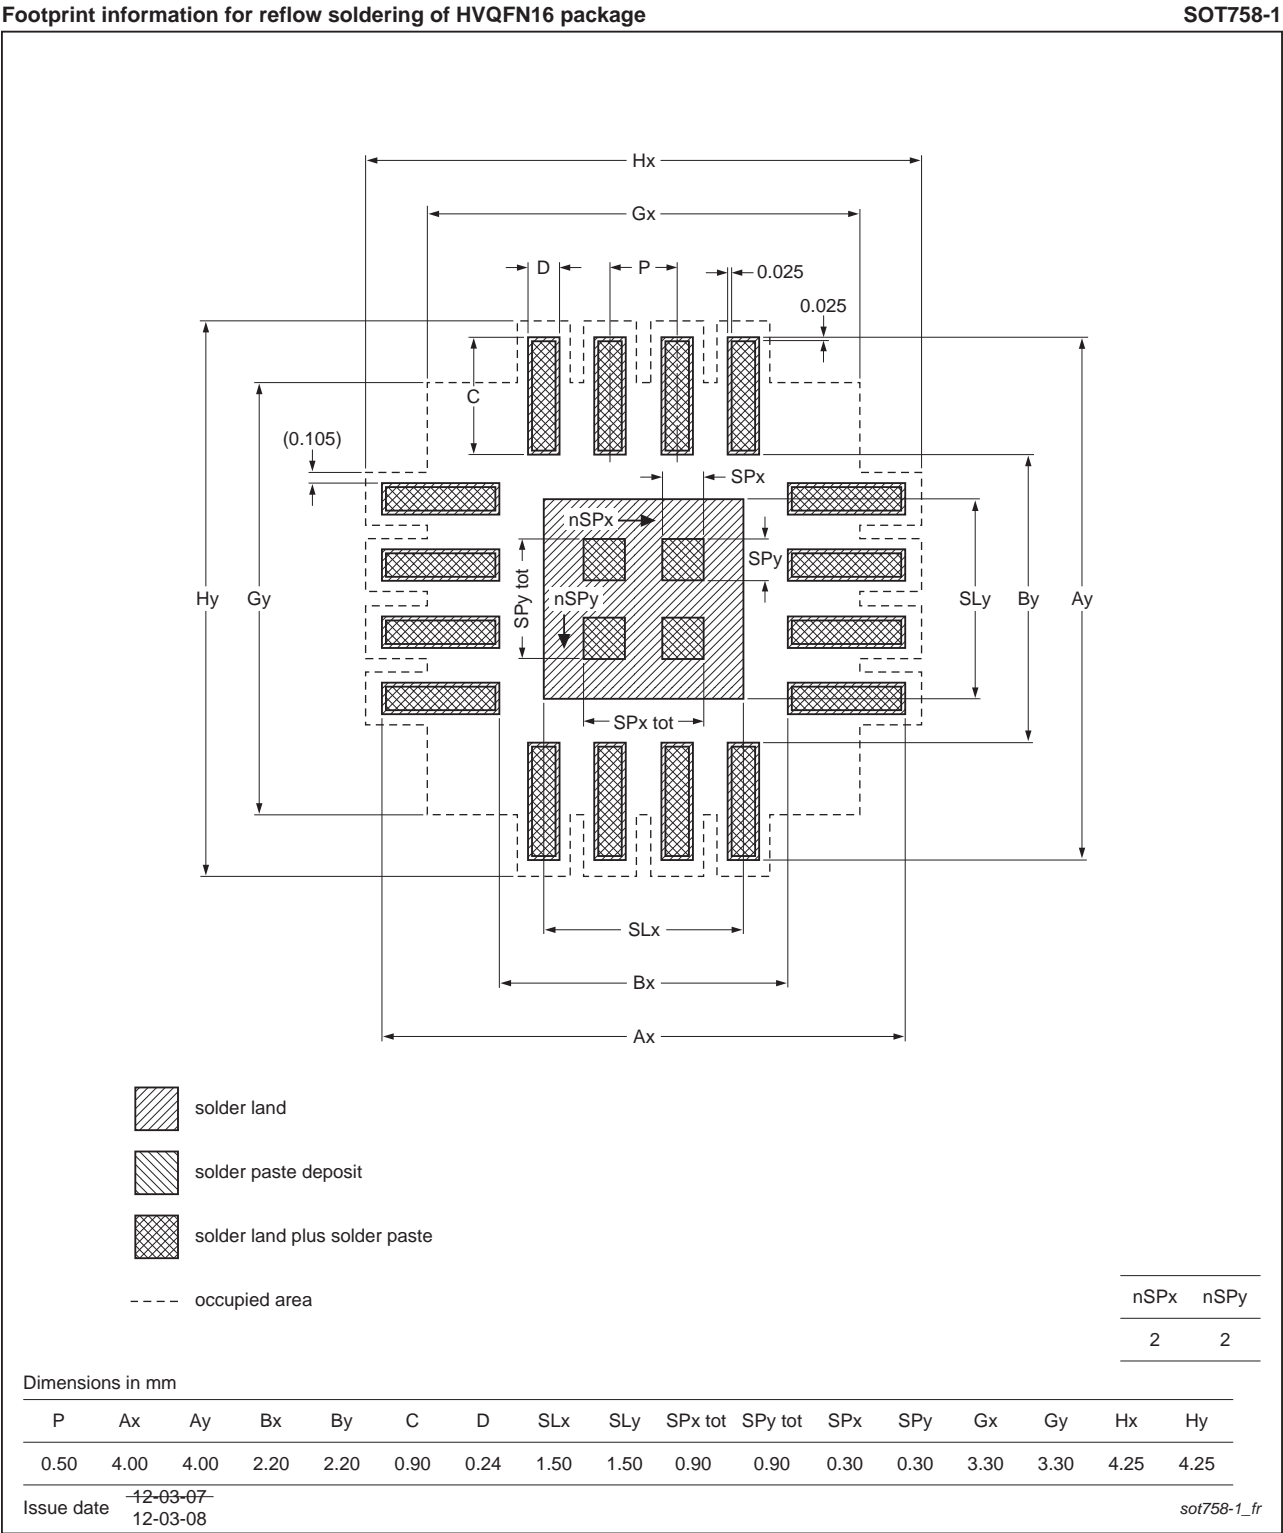 Footprint information for reflow soldering of HVQFN16 package SOT758-1
Hx
Gx
D P 0.025
0.025
C
(0.105)
SPx
nSPx
SPy
SPy tot
nSPy
Hy Gy SLy By Ay
SPx tot
SLx
Bx
Ax
solder land
solder paste deposit
solder land plus solder paste
occupied area
nSPx nSPy
2 2
Dimensions in mm
P Ax Ay Bx By C D SLx SLy SPx tot SPy tot SPx SPy Gx Gy Hx Hy
0.50 4.00 4.00 2.20 2.20 0.90 0.24 1.50 1.50 0.90 0.90 0.30 0.30 3.30 3.30 4.25 4.25
Issue date 12-03-07
12-03-08
sot758-1_fr